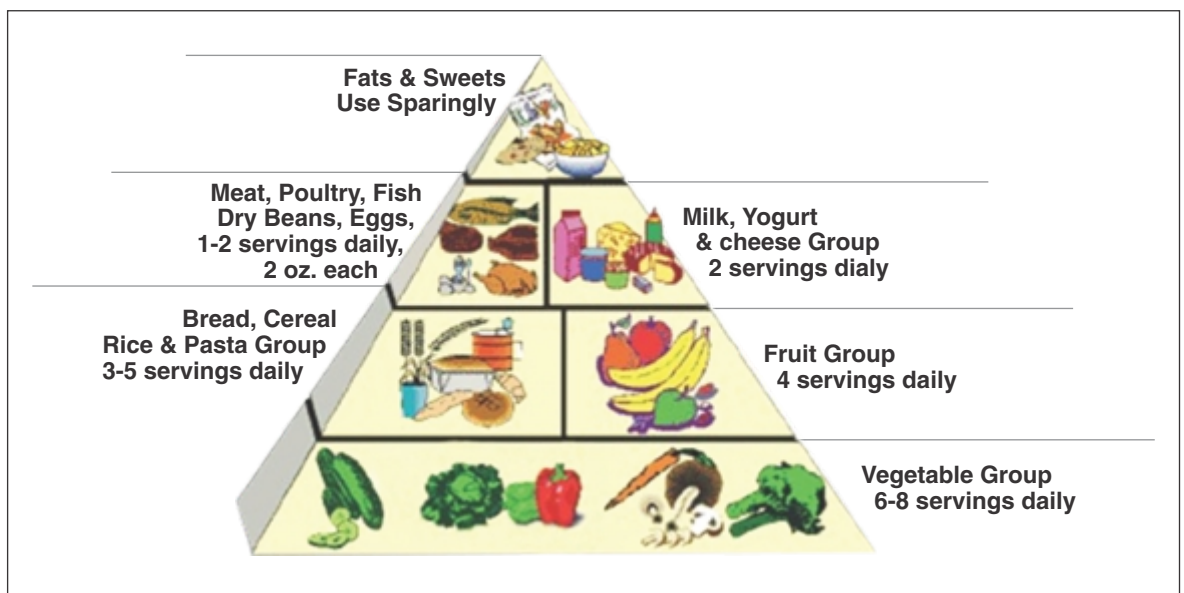 Fats & Sweets
Use Sparingly
Meat, Poultry, Fish
Dry Beans, Eggs,
1-2 servings daily,
2 oz. each
Milk, Yogurt
& cheese Group
2 servings dialy
Bread, Cereal
Rice & Pasta Group
3-5 servings daily
Fruit Group
4 servings daily
Vegetable Group
6-8 servings daily